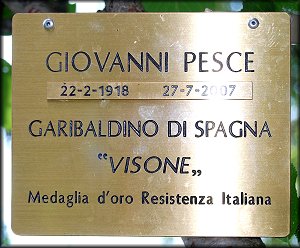 GIOVANNI PESCE
22-2-1918 27-7-2007
GARIBALDINO DI SPAGNA
"VISONE„
Medaglia d'oro Resistenza Italiana